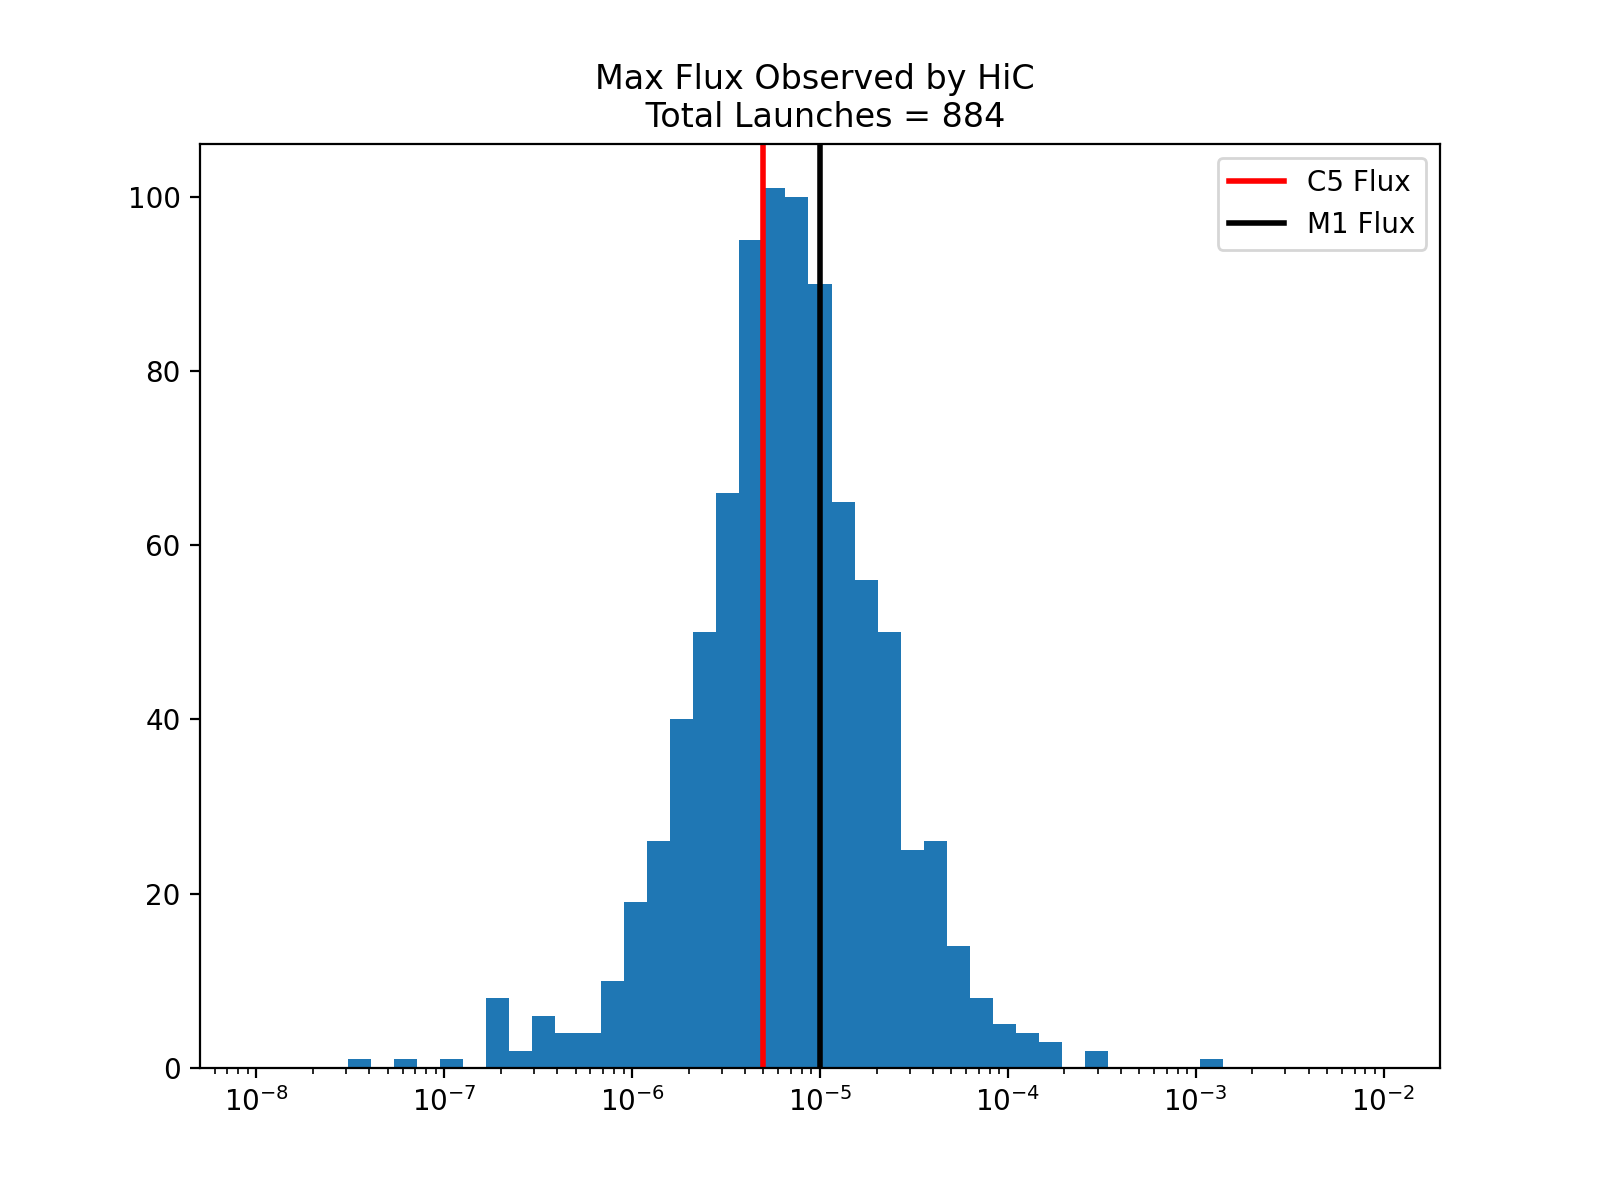 Max Flux Observed by HiC
Total Launches = 884
C5 Flux
M1 Flux
100
80
60
40
20
0
10⁻⁸ 10⁻⁷ 10⁻⁶ 10⁻⁵ 10⁻⁴ 10⁻³ 10⁻²